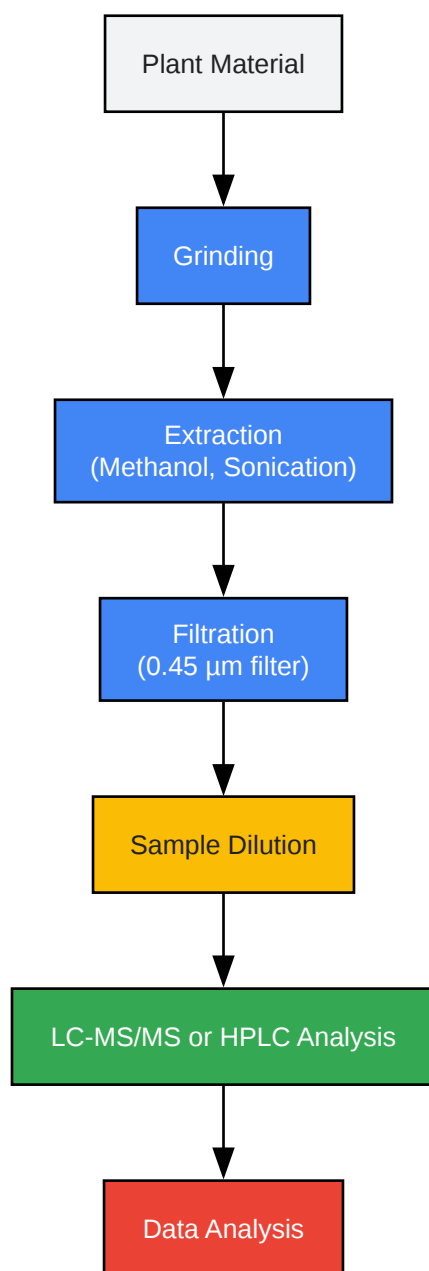 Plant Material
Grinding
Extraction
(Methanol, Sonication)
Filtration
(0.45 µm filter)
Sample Dilution
LC-MS/MS or HPLC Analysis
Data Analysis